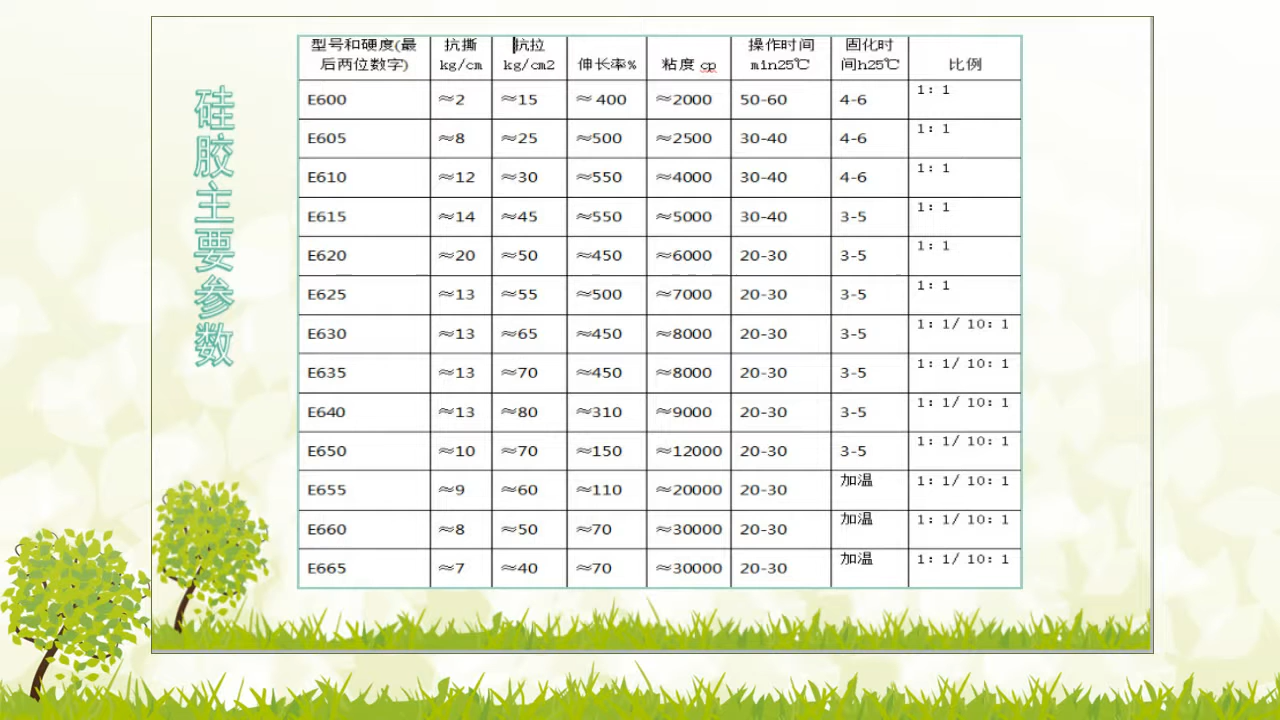 硅胶主要参数
型号和硬度(最后两位数字) 抗撕kg/cm 抗拉kg/cm2 伸长率% 粘度 cp 操作时间min25℃ 固化时间h25℃ 比例
E600 ≈2 ≈15 ≈ 400 ≈2000 50-60 4-6 1：1
E605 ≈8 ≈25 ≈500 ≈2500 30-40 4-6 1：1
E610 ≈12 ≈30 ≈550 ≈4000 30-40 4-6 1：1
E615 ≈14 ≈45 ≈550 ≈5000 30-40 3-5 1：1
E620 ≈20 ≈50 ≈450 ≈6000 20-30 3-5 1：1
E625 ≈13 ≈55 ≈500 ≈7000 20-30 3-5 1：1
E630 ≈13 ≈65 ≈450 ≈8000 20-30 3-5 1：1/ 10：1
E635 ≈13 ≈70 ≈450 ≈8000 20-30 3-5 1：1/ 10：1
E640 ≈13 ≈80 ≈310 ≈9000 20-30 3-5 1：1/ 10：1
E650 ≈10 ≈70 ≈150 ≈12000 20-30 3-5 1：1/ 10：1
E655 ≈9 ≈60 ≈110 ≈20000 20-30 加温 1：1/ 10：1
E660 ≈8 ≈50 ≈70 ≈30000 20-30 加温 1：1/ 10：1
E665 ≈7 ≈40 ≈70 ≈30000 20-30 加温 1：1/ 10：1